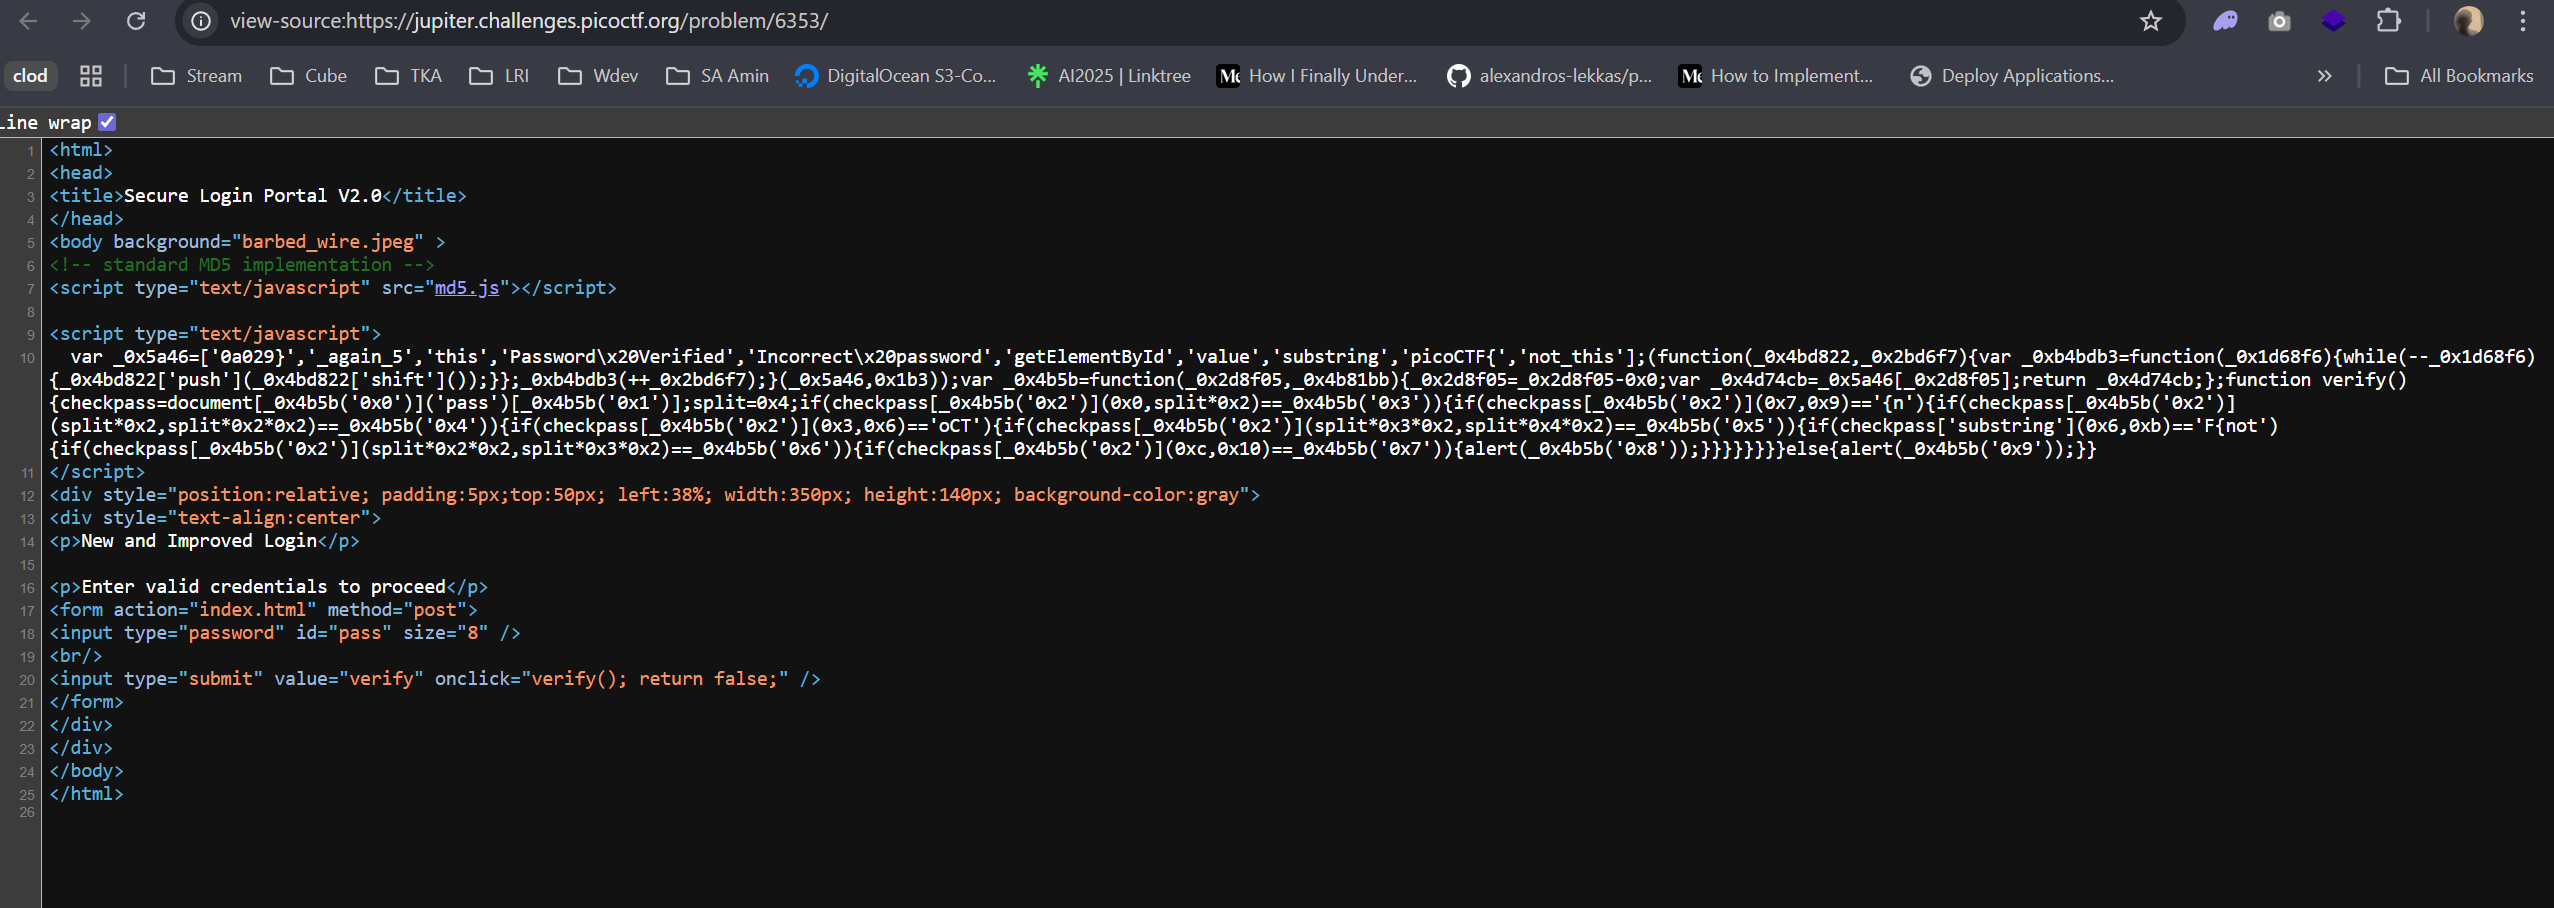 view-source:https://jupiter.challenges.picoctf.org/problem/6353/
clod Stream Cube TKA LRI Wdev SA Amin DigitalOcean S3-Co... AI2025 | Linktree How I Finally Under... alexandros-lekkas/p... How to Implement... Deploy Applications... » All Bookmarks
Line wrap
1 <html>
2 <head>
3 <title>Secure Login Portal V2.0</title>
4 </head>
5 <body background="barbed_wire.jpeg" >
6 <!-- standard MD5 implementation -->
7 <script type="text/javascript" src="md5.js"></script>
8
9 <script type="text/javascript">
10 var _0x5a46=['0a029}','_again_5','this','Password\x20Verified','Incorrect\x20password','getElementById','value','substring','picoCTF{','not_this'];(function(_0x4bd822,_0x2bd6f7){var _0xb4bdb3=function(_0x1d68f6){while(--_0x1d68f6)
{_0x4bd822['push'](_0x4bd822['shift']());}};_0xb4bdb3(++_0x2bd6f7);}(_0x5a46,0x1b3));var _0x4b5b=function(_0x2d8f05,_0x4b81bb){_0x2d8f05=_0x2d8f05-0x0;var _0x4d74cb=_0x5a46[_0x2d8f05];return _0x4d74cb;};function verify()
{checkpass=document[_0x4b5b('0x0')]('pass')[_0x4b5b('0x1')];split=0x4;if(checkpass[_0x4b5b('0x2')](0x0,split*0x2)==_0x4b5b('0x3')){if(checkpass[_0x4b5b('0x2')](0x7,0x9)=='{n'){if(checkpass[_0x4b5b('0x2')]
(split*0x2,split*0x2*0x2)==_0x4b5b('0x4')){if(checkpass[_0x4b5b('0x2')](0x3,0x6)=='oCT'){if(checkpass[_0x4b5b('0x2')](split*0x3*0x2,split*0x4*0x2)==_0x4b5b('0x5')){if(checkpass['substring'](0x6,0xb)=='F{not')
{if(checkpass[_0x4b5b('0x2')](split*0x2*0x2,split*0x3*0x2)==_0x4b5b('0x6')){if(checkpass[_0x4b5b('0x2')](0xc,0x10)==_0x4b5b('0x7')){alert(_0x4b5b('0x8'));}}}}}}}}else{alert(_0x4b5b('0x9'));}}
11 </script>
12 <div style="position:relative; padding:5px;top:50px; left:38%; width:350px; height:140px; background-color:gray">
13 <div style="text-align:center">
14 <p>New and Improved Login</p>
15
16 <p>Enter valid credentials to proceed</p>
17 <form action="index.html" method="post">
18 <input type="password" id="pass" size="8" />
19 <br/>
20 <input type="submit" value="verify" onclick="verify(); return false;" />
21 </form>
22 </div>
23 </div>
24 </body>
25 </html>
26